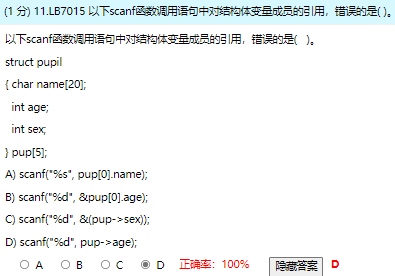 (1 分) 11.LB7015 以下scanf函数调用语句中对结构体变量成员的引用，错误的是( )。
以下scanf函数调用语句中对结构体变量成员的引用，错误的是(   )。
struct pupil
{ char name[20];
int age;
int sex;
} pup[5];
A) scanf("%s", pup[0].name);
B) scanf("%d", &pup[0].age);
C) scanf("%d", &(pup->sex));
D) scanf("%d", pup->age);
A B C D 正确率：100% 隐藏答案 D